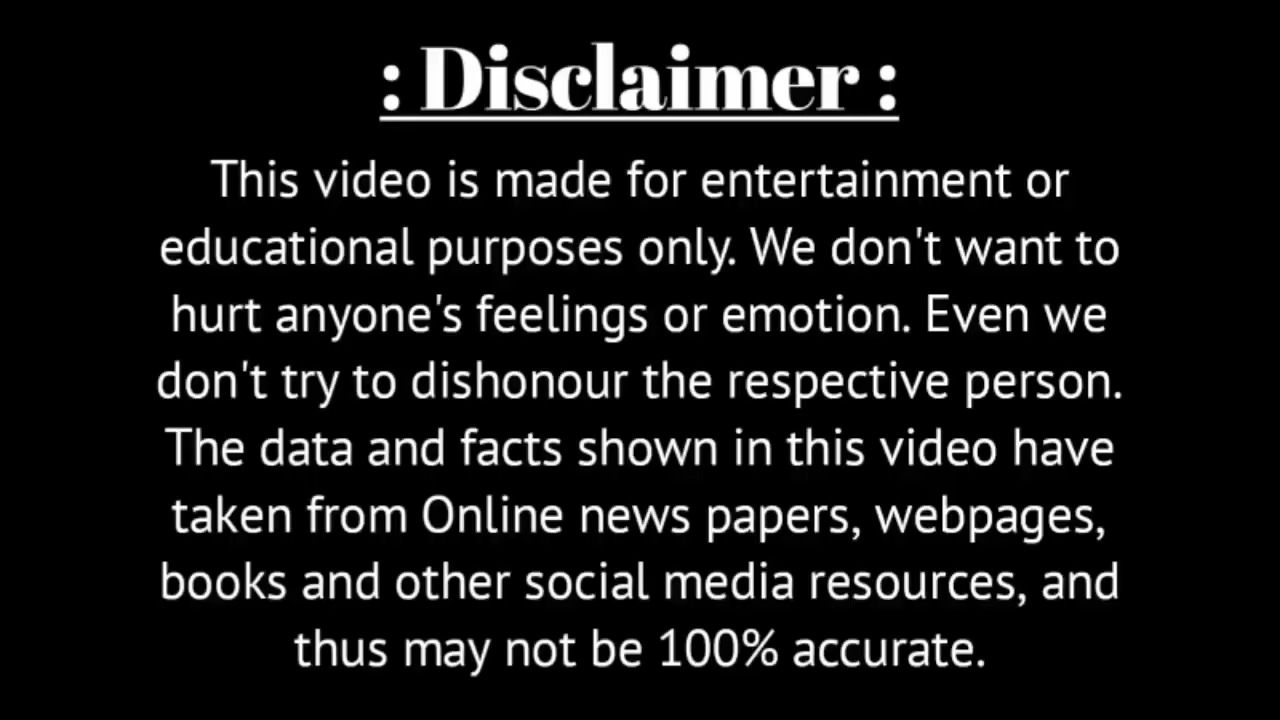 : Disclaimer :
This video is made for entertainment or
educational purposes only. We don't want to
hurt anyone's feelings or emotion. Even we
don't try to dishonour the respective person.
The data and facts shown in this video have
taken from Online news papers, webpages,
books and other social media resources, and
thus may not be 100% accurate.